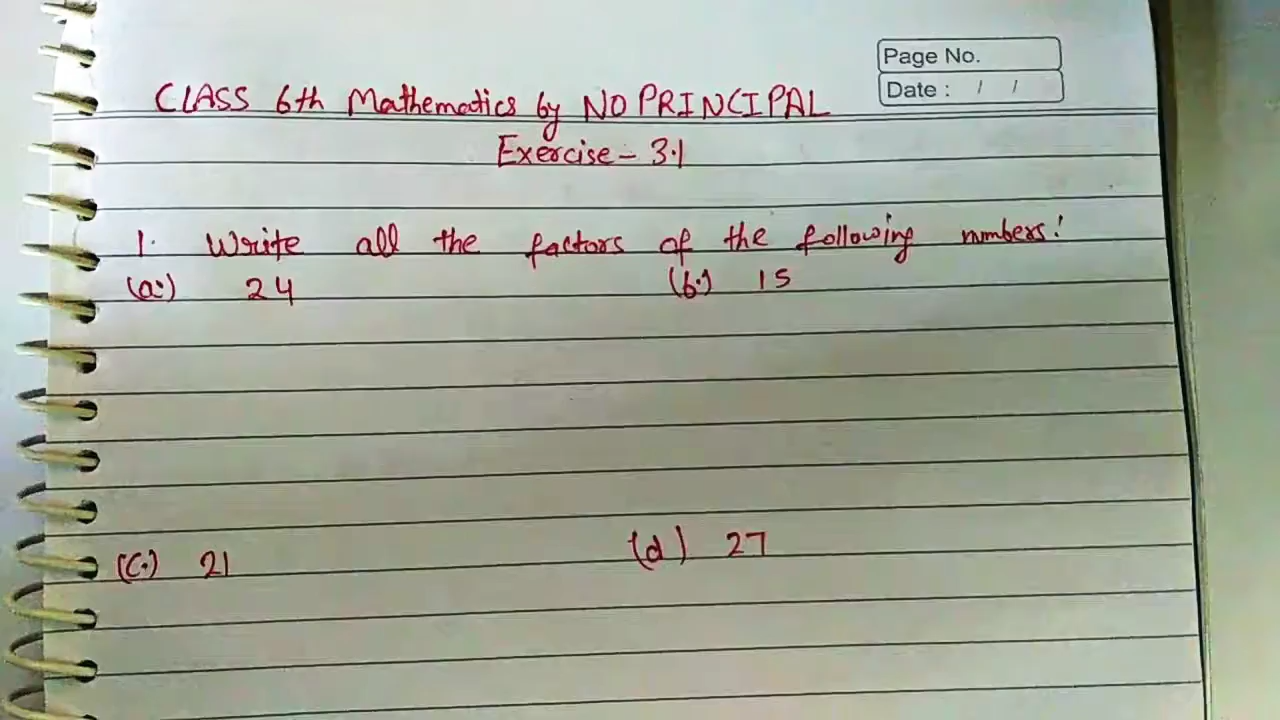 Page No.
Date : / /
CLASS 6th Mathematics by NO PRINCIPAL
Exercise - 3.1
1. Write all the factors of the following numbers:
(a.) 24 (b.) 15
(c.) 21 (d) 27